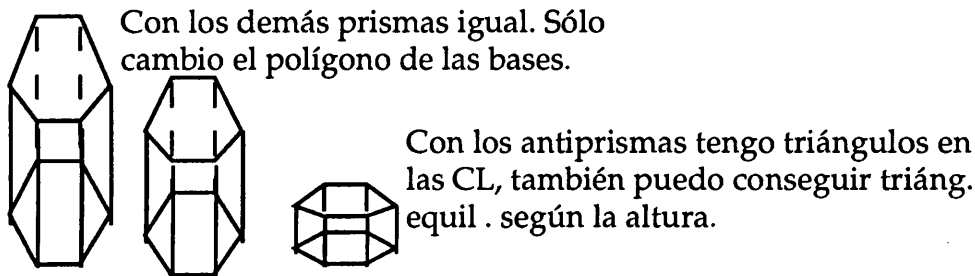 Con los demás prismas igual. Sólo
cambio el polígono de las bases.
Con los antiprismas tengo triángulos en
las CL, también puedo conseguir triáng.
equil . según la altura.